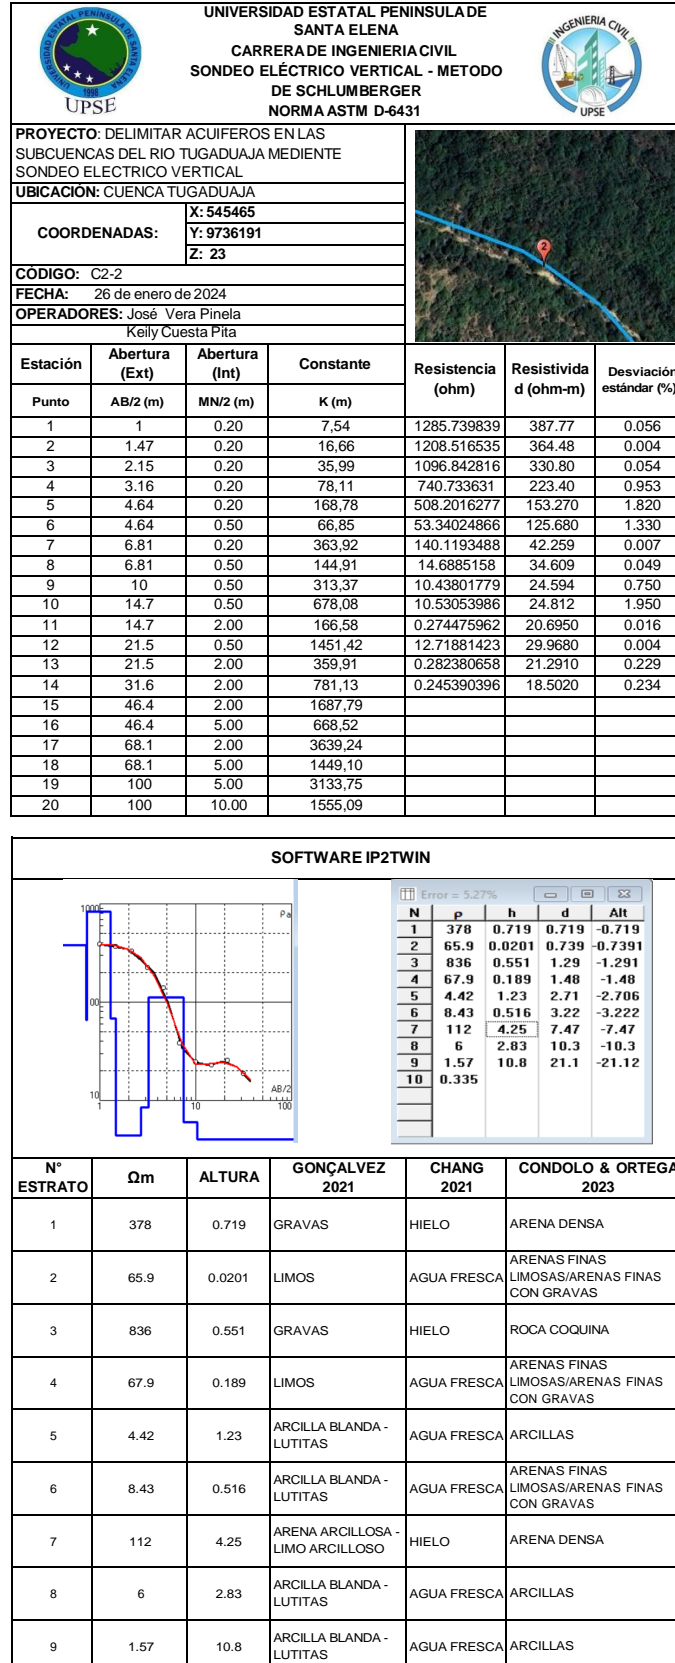 UNIVERSIDAD ESTATAL PENINSULA DE
SANTA ELENA
CARRERA DE INGENIERIA CIVIL
SONDEO ELÉCTRICO VERTICAL - METODO
DE SCHLUMBERGER
NORMA ASTM D-6431
UNIVERSIDAD ESTATAL PENINSULA DE SANTA ELENA
1998
UPSE
INGENIERIA CIVIL
UPSE
PROYECTO: DELIMITAR ACUIFEROS EN LAS
SUBCUENCAS DEL RIO TUGADUAJA MEDIENTE
SONDEO ELECTRICO VERTICAL
UBICACIÓN: CUENCA TUGADUAJA
COORDENADAS:
X: 545465
Y: 9736191
Z: 23
CÓDIGO: C2-2
FECHA: 26 de enero de 2024
OPERADORES: José Vera Pinela
Keily Cuesta Pita
2
Estación Abertura (Ext) Abertura (Int) Constante Resistencia (ohm) Resistivida d (ohm-m) Desviación estándar (%)
Punto AB/2 (m) MN/2 (m) K (m)
1 1 0.20 7,54 1285.739839 387.77 0.056
2 1.47 0.20 16,66 1208.516535 364.48 0.004
3 2.15 0.20 35,99 1096.842816 330.80 0.054
4 3.16 0.20 78,11 740.733631 223.40 0.953
5 4.64 0.20 168,78 508.2016277 153.270 1.820
6 4.64 0.50 66,85 53.34024866 125.680 1.330
7 6.81 0.20 363,92 140.1193488 42.259 0.007
8 6.81 0.50 144,91 14.6885158 34.609 0.049
9 10 0.50 313,37 10.43801779 24.594 0.750
10 14.7 0.50 678,08 10.53053986 24.812 1.950
11 14.7 2.00 166,58 0.274475962 20.6950 0.016
12 21.5 0.50 1451,42 12.71881423 29.9680 0.004
13 21.5 2.00 359,91 0.282380658 21.2910 0.229
14 31.6 2.00 781,13 0.245390396 18.5020 0.234
15 46.4 2.00 1687,79
16 46.4 5.00 668,52
17 68.1 2.00 3639,24
18 68.1 5.00 1449,10
19 100 5.00 3133,75
20 100 10.00 1555,09
SOFTWARE IP2TWIN
1000
ρa
00
10
AB/2
1 10 100
Error = 5.27%
N ρ h d Alt
1 378 0.719 0.719 -0.719
2 65.9 0.0201 0.739 -0.7391
3 836 0.551 1.29 -1.291
4 67.9 0.189 1.48 -1.48
5 4.42 1.23 2.71 -2.706
6 8.43 0.516 3.22 -3.222
7 112 4.25 7.47 -7.47
8 6 2.83 10.3 -10.3
9 1.57 10.8 21.1 -21.12
10 0.335
N° ESTRATO Ωm ALTURA GONÇALVEZ 2021 CHANG 2021 CONDOLO & ORTEGA 2023
1 378 0.719 GRAVAS HIELO ARENA DENSA
2 65.9 0.0201 LIMOS AGUA FRESCA ARENAS FINAS LIMOSAS/ARENAS FINAS CON GRAVAS
3 836 0.551 GRAVAS HIELO ROCA COQUINA
4 67.9 0.189 LIMOS AGUA FRESCA ARENAS FINAS LIMOSAS/ARENAS FINAS CON GRAVAS
5 4.42 1.23 ARCILLA BLANDA - LUTITAS AGUA FRESCA ARCILLAS
6 8.43 0.516 ARCILLA BLANDA - LUTITAS AGUA FRESCA ARENAS FINAS LIMOSAS/ARENAS FINAS CON GRAVAS
7 112 4.25 ARENA ARCILLOSA - LIMO ARCILLOSO HIELO ARENA DENSA
8 6 2.83 ARCILLA BLANDA - LUTITAS AGUA FRESCA ARCILLAS
9 1.57 10.8 ARCILLA BLANDA - LUTITAS AGUA FRESCA ARCILLAS